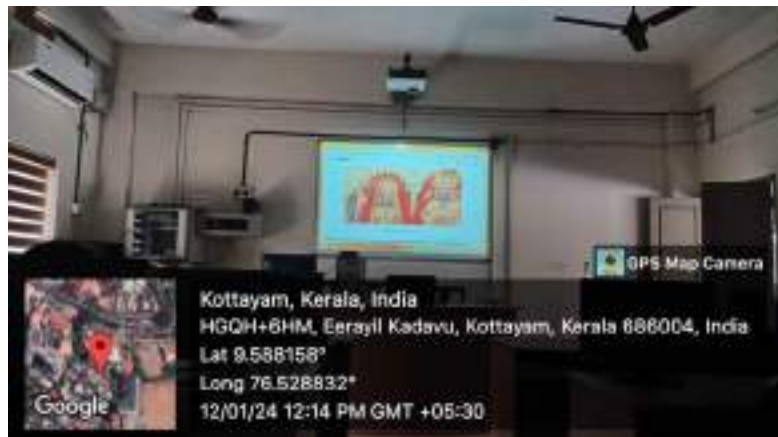 GPS Map Camera
Kottayam, Kerala, India
HGQH+6HM, Eerayil Kadavu, Kottayam, Kerala 686004, India
Lat 9.588158°
Long 76.528832°
12/01/24 12:14 PM GMT +05:30
Google